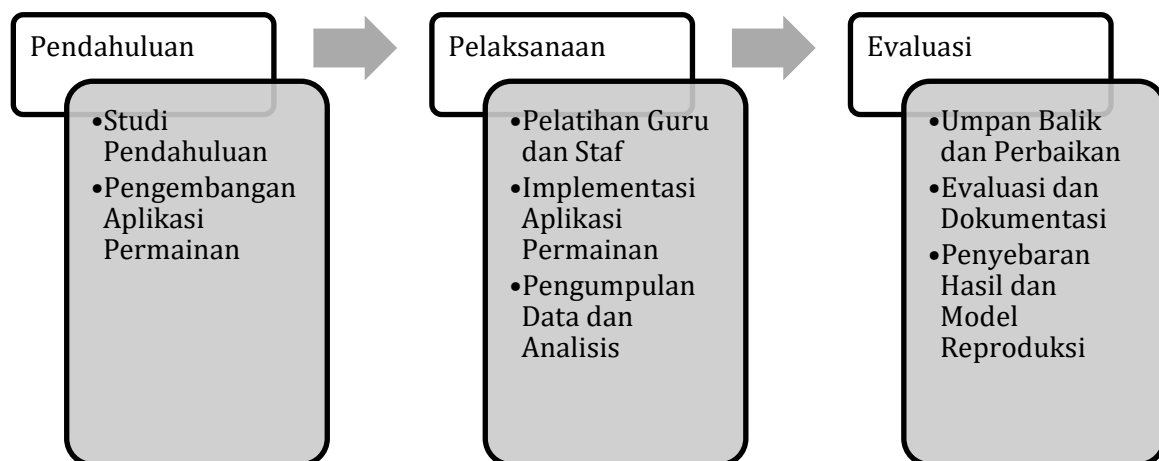 Pendahuluan
•Studi
Pendahuluan
•Pengembangan
Aplikasi
Permainan
Pelaksanaan
•Pelatihan Guru
dan Staf
•Implementasi
Aplikasi
Permainan
•Pengumpulan
Data dan
Analisis
Evaluasi
•Umpan Balik
dan Perbaikan
•Evaluasi dan
Dokumentasi
•Penyebaran
Hasil dan
Model
Reproduksi